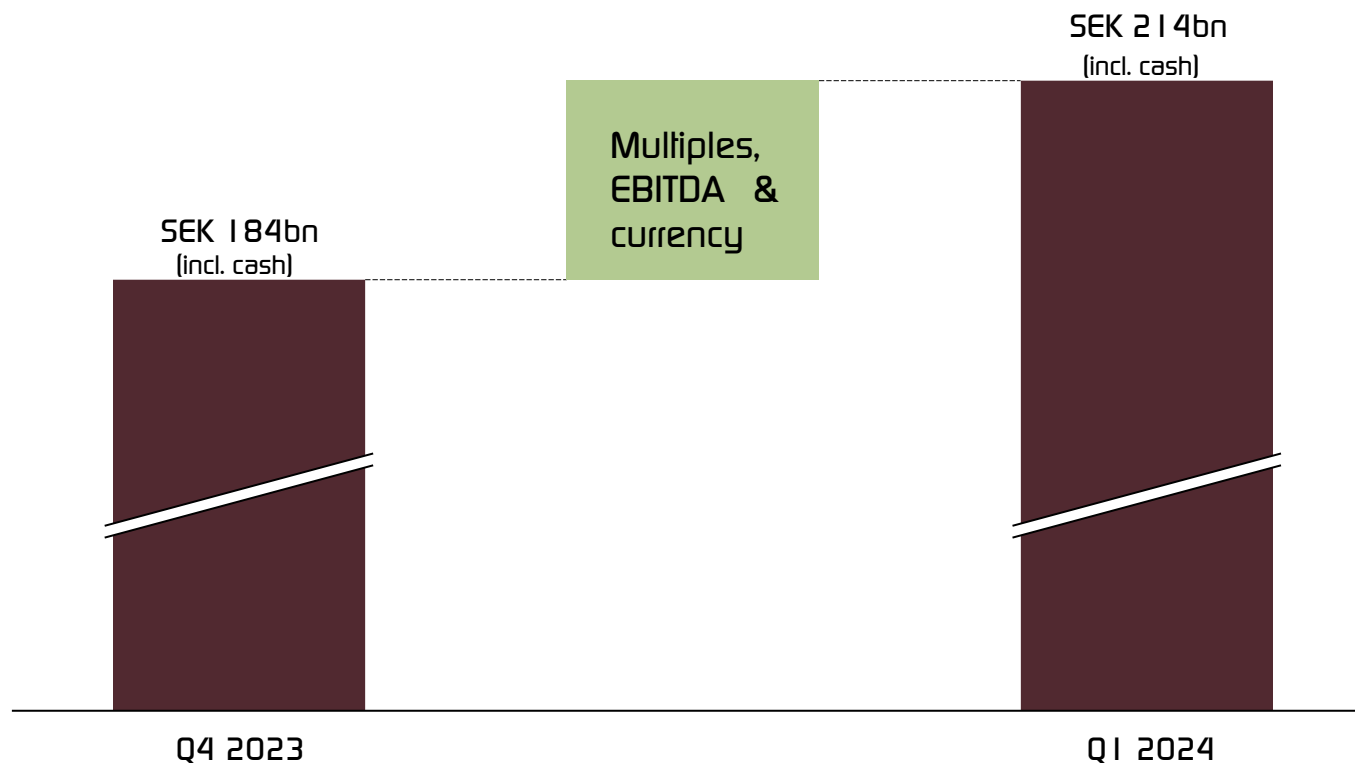 SEK 214bn
(incl. cash)
Multiples,
EBITDA &
currency
SEK 184bn
(incl. cash)
Q4 2023
Q1 2024